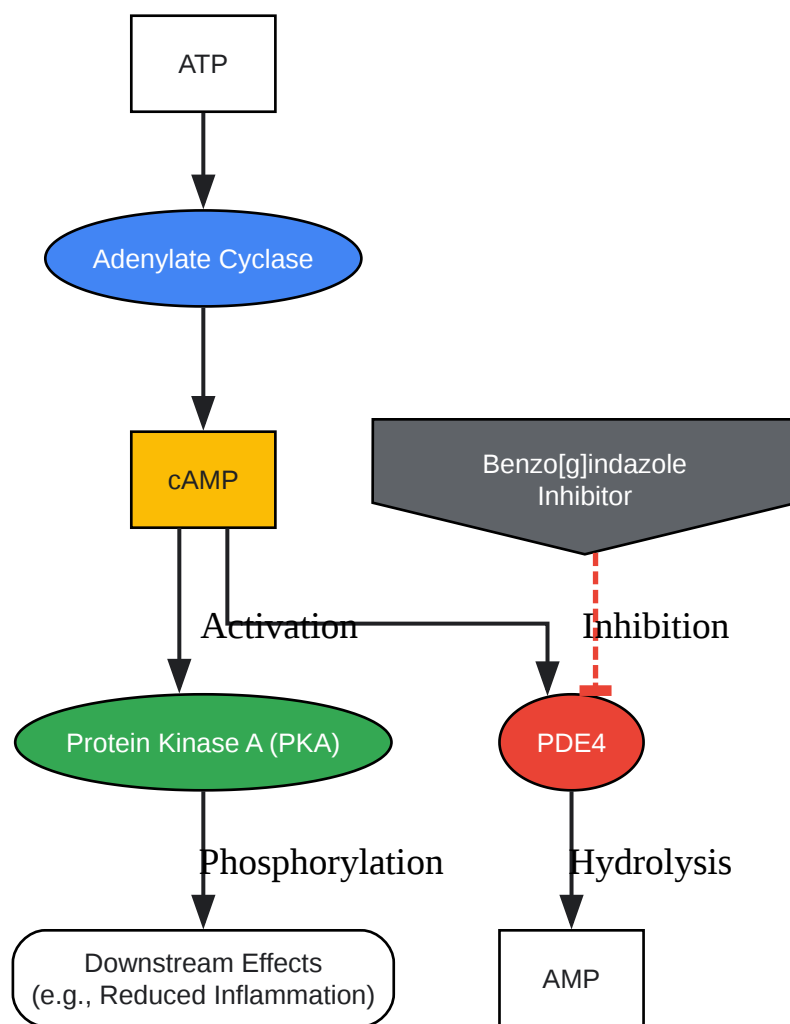 ATP
Adenylate Cyclase
cAMP
Benzo[g]indazole
Inhibitor
Activation
Inhibition
Protein Kinase A (PKA)
PDE4
Phosphorylation
Hydrolysis
Downstream Effects
(e.g., Reduced Inflammation)
AMP